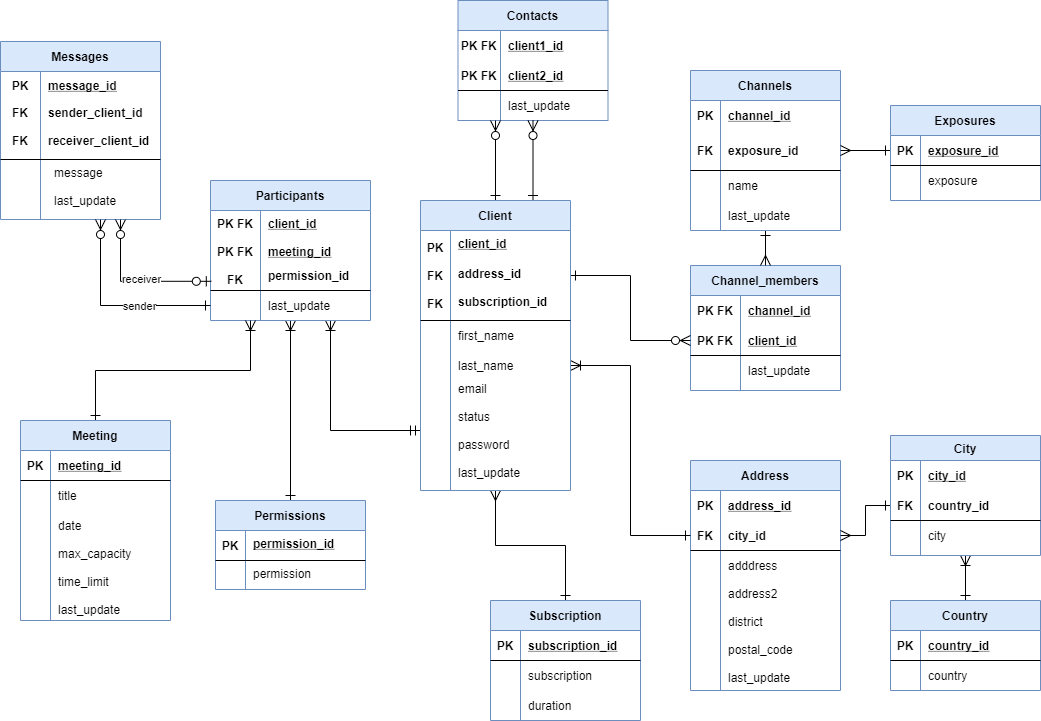 Contacts
PK FK client1_id
PK FK client2_id
last_update
Messages
PK message_id
FK sender_client_id
FK receiver_client_id
message
last_update
Channels
PK channel_id
FK exposure_id
name
last_update
Exposures
PK exposure_id
exposure
Participants
PK FK client_id
PK FK meeting_id
FK permission_id
last_update
receiver
sender
Client
PK client_id
FK address_id
FK subscription_id
first_name
last_name
email
status
password
last_update
Channel_members
PK FK channel_id
PK FK client_id
last_update
Meeting
PK meeting_id
title
date
max_capacity
time_limit
last_update
Permissions
PK permission_id
permission
Address
PK address_id
FK city_id
adddress
address2
district
postal_code
last_update
City
PK city_id
FK country_id
city
Subscription
PK subscription_id
subscription
duration
Country
PK country_id
country